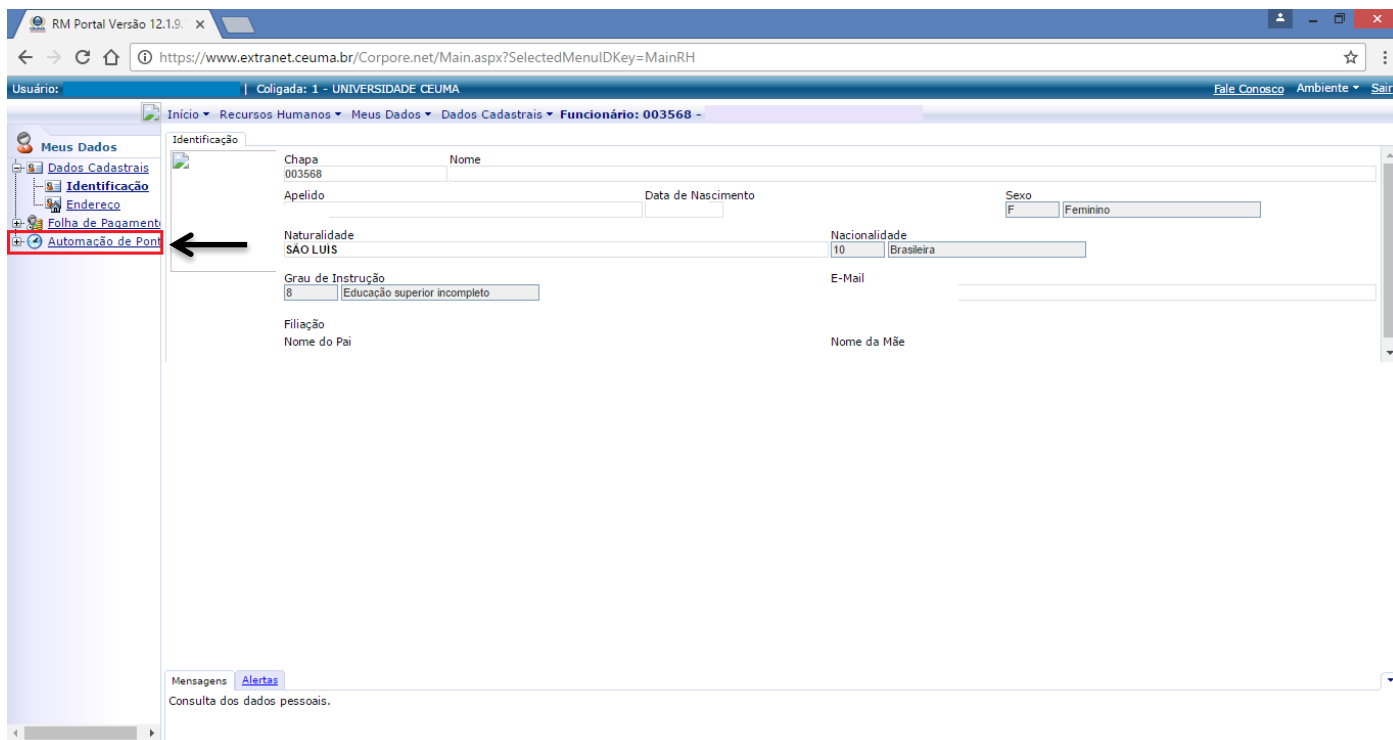 RM Portal Versão 12.1.9.
https://www.extranet.ceuma.br/Corpore.net/Main.aspx?SelectedMenuIDKey=MainRH
Usuário: | Coligada: 1 - UNIVERSIDADE CEUMA Fale Conosco Ambiente Sair
Início Recursos Humanos Meus Dados Dados Cadastrais Funcionário: 003568 -
Meus Dados
Dados Cadastrais
Identificação
Endereço
Folha de Pagament
Automação de Pont
Identificação
Chapa Nome
003568
Apelido Data de Nascimento Sexo
F Feminino
Naturalidade Nacionalidade
SÃO LUÍS 10 Brasileira
Grau de Instrução E-Mail
8 Educação superior incompleto
Filiação
Nome do Pai Nome da Mãe
Mensagens Alertas
Consulta dos dados pessoais.